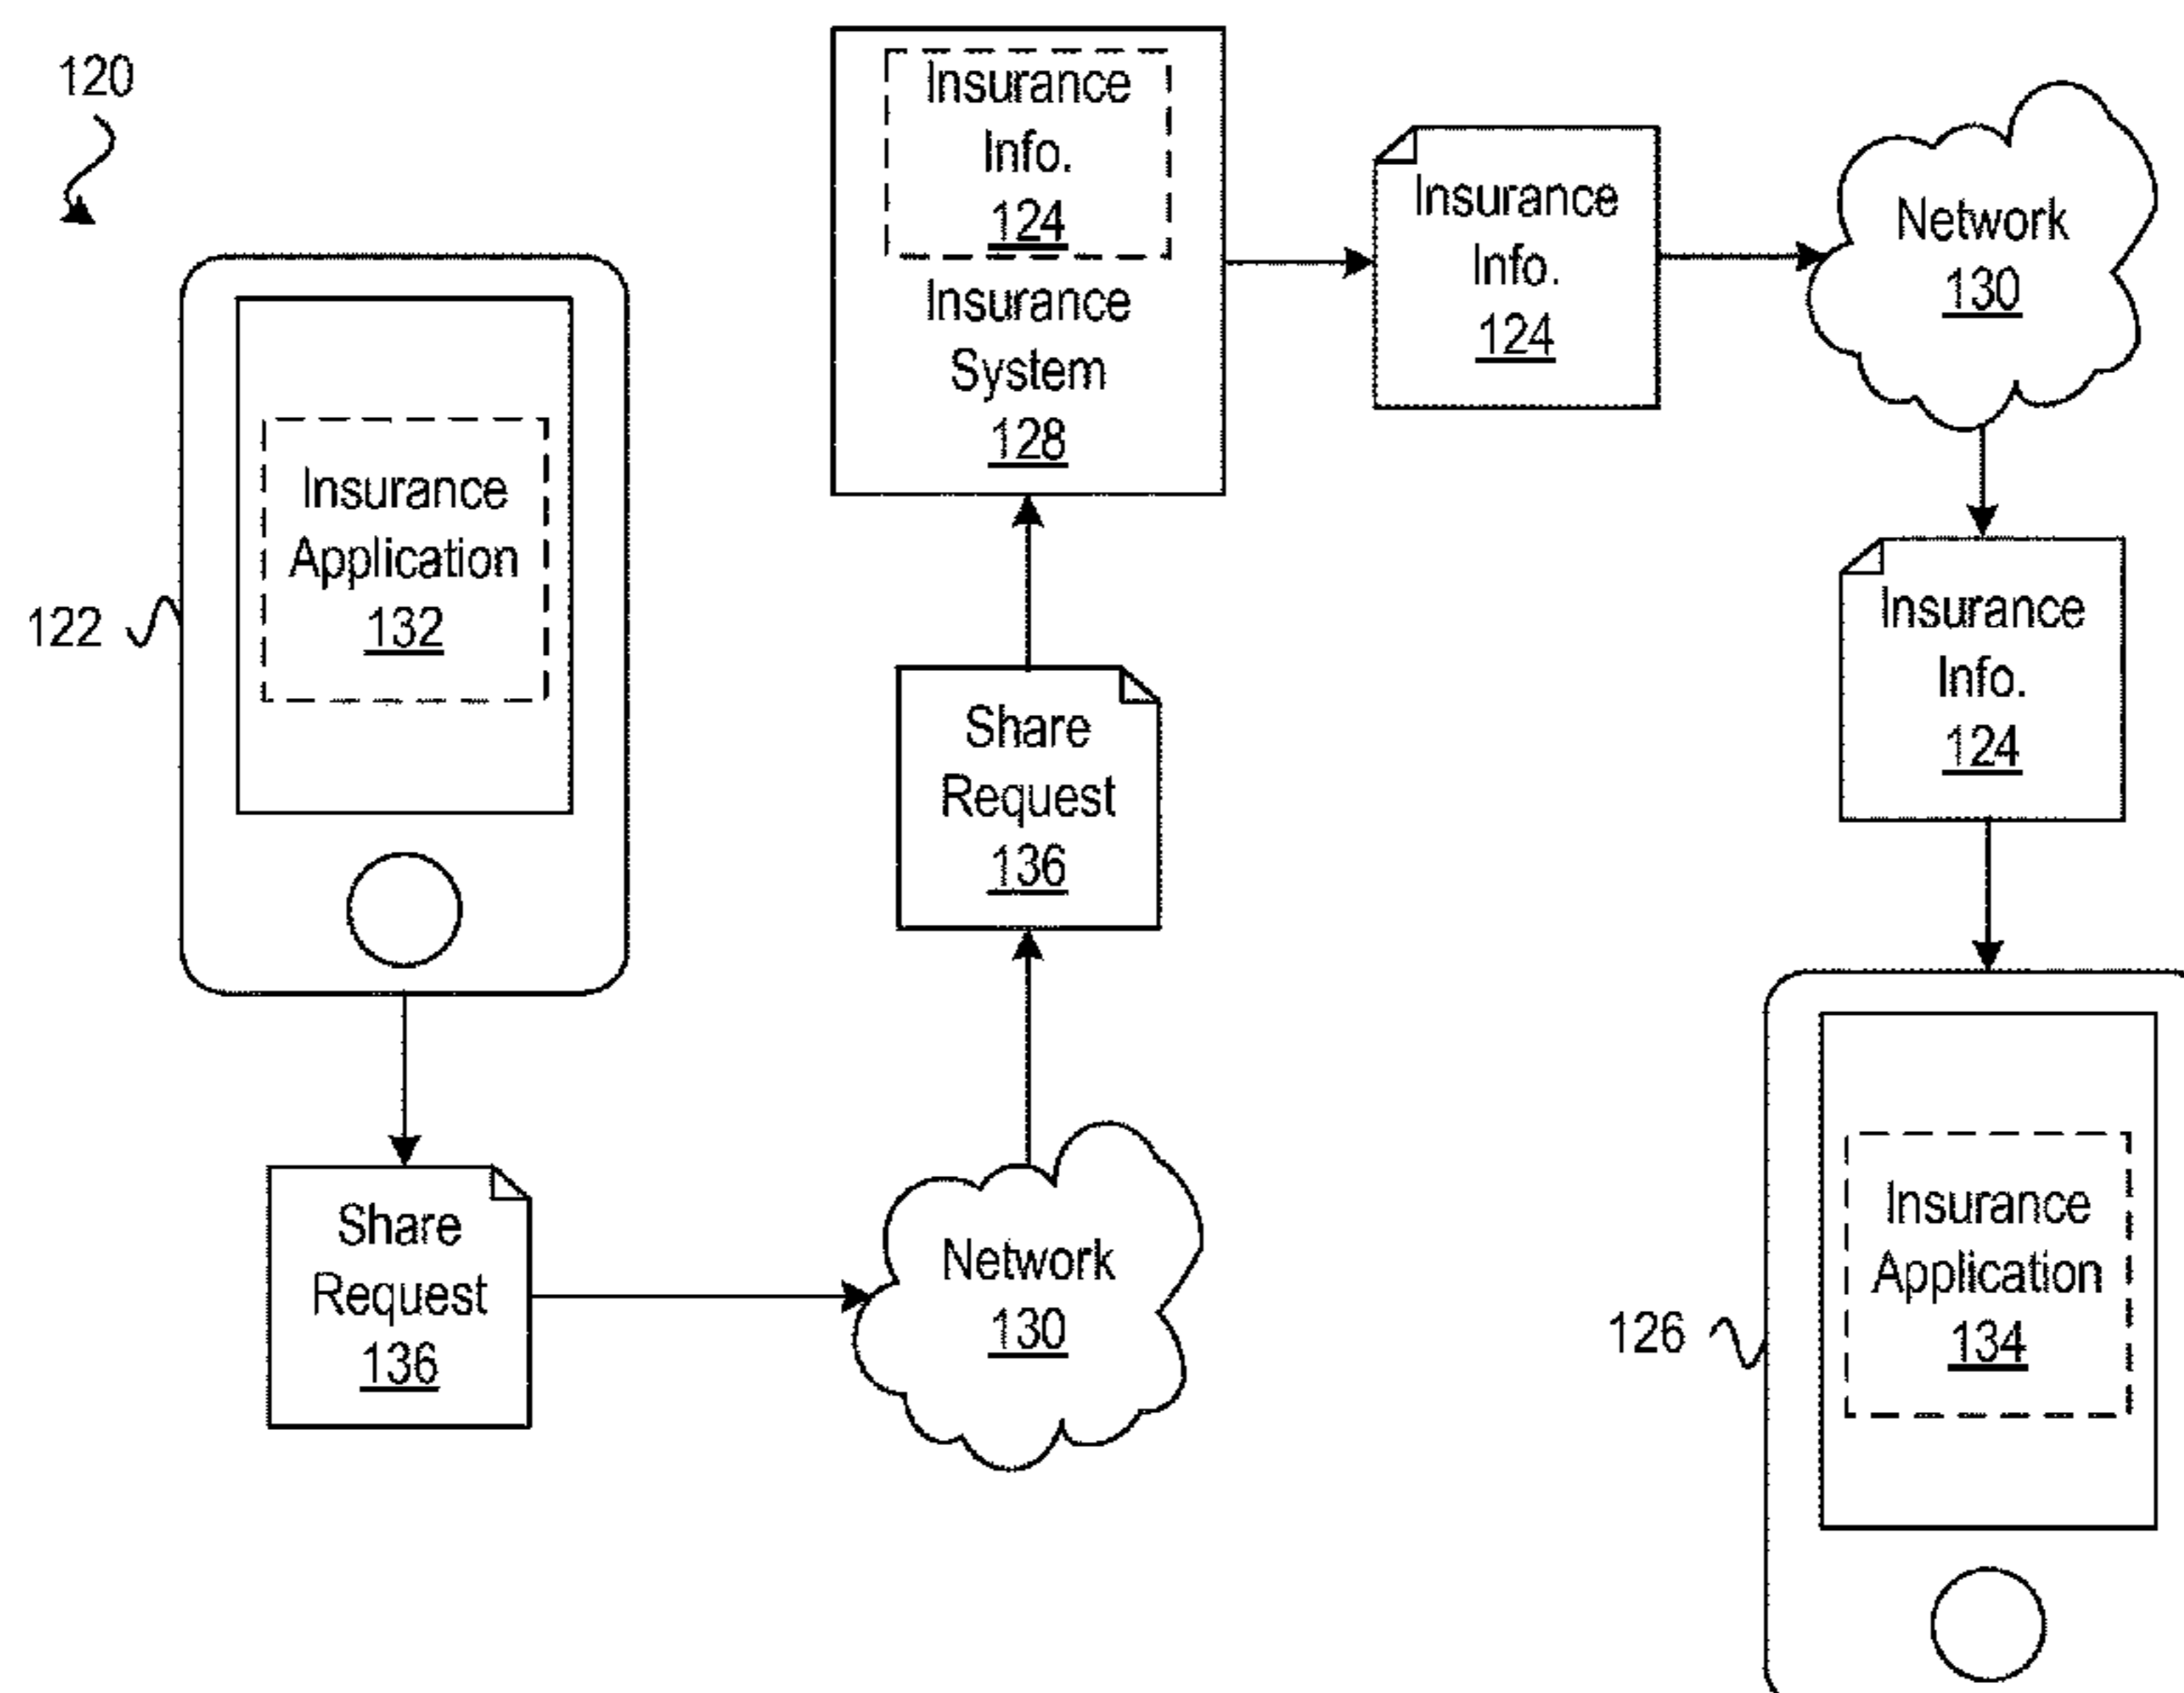 120
Insurance
Info.
124
Insurance
System
128
Insurance
Info.
124
Network
130
122
Insurance
Application
132
Share
Request
136
Insurance
Info.
124
Share
Request
136
Network
130
126
Insurance
Application
134